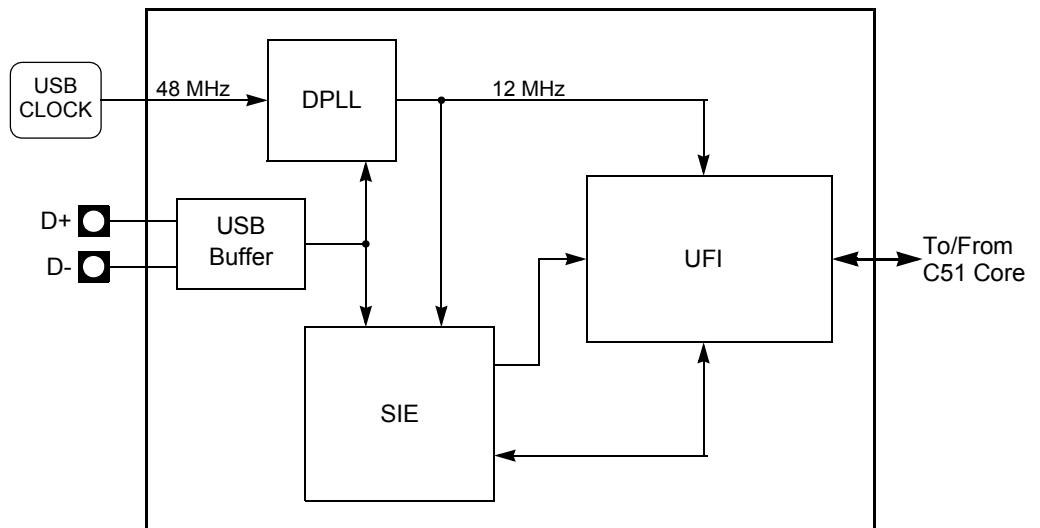 USB
CLOCK
48 MHz
DPLL
12 MHz
D+
D-
USB
Buffer
UFI
To/From
C51 Core
SIE